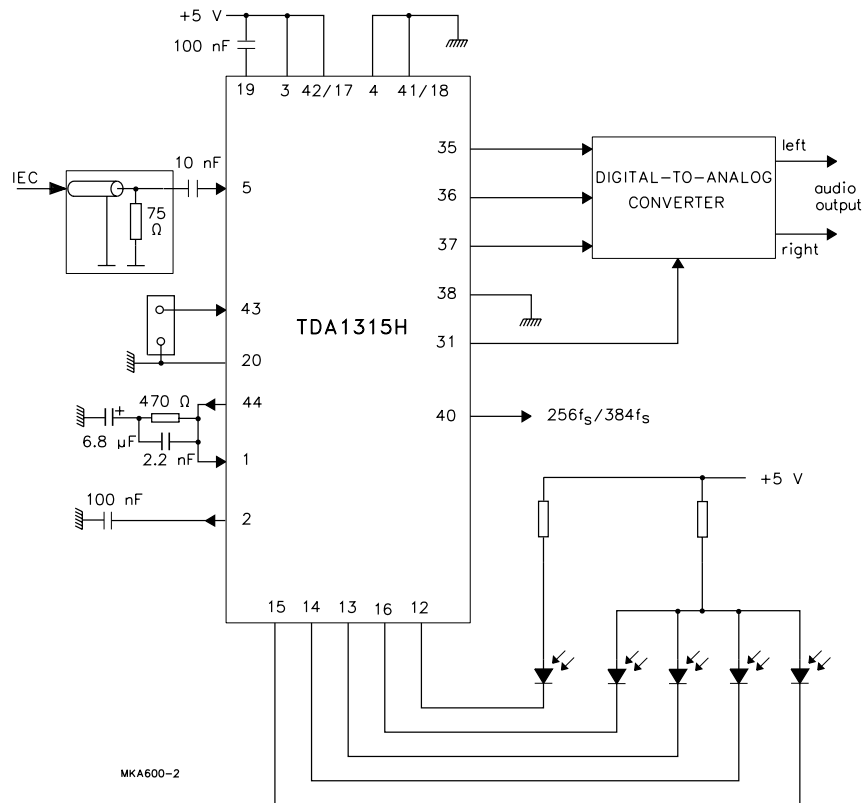 +5 V
100 nF
19 3 42/17 4 41/18
35
left
10 nF
IEC
5
DIGITAL-TO-ANALOG
CONVERTER
audio
output
36
75
Ω
37
right
38
43
TDA1315H
31
20
470 Ω
44
40
256fs/384fs
+
6.8 µF
2.2 nF
1
+5 V
100 nF
2
15 14 13 16 12
MKA600-2